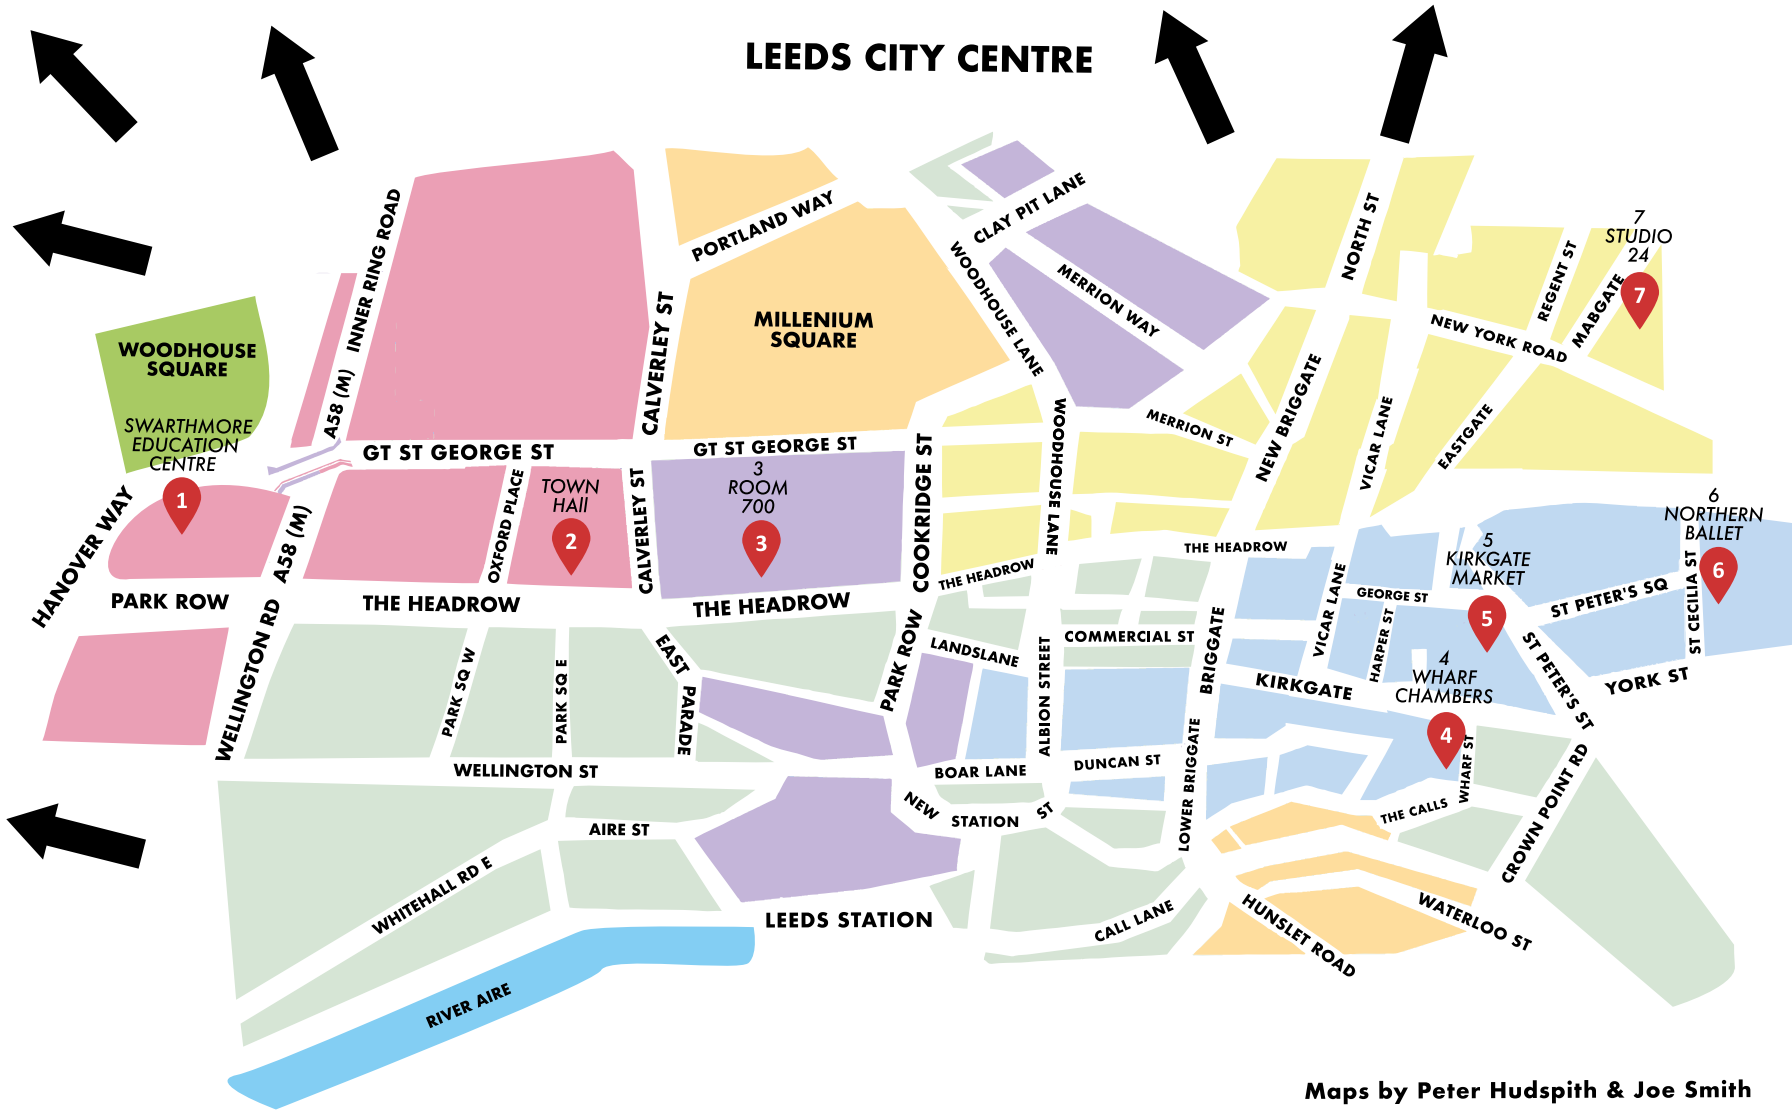 LEEDS CITY CENTRE
CLAY PIT LANE
PORTLAND WAY
INNER RING ROAD
A58 (M)
NORTH ST
7
STUDIO
24
7
REGENT ST
MABGATE
WOODHOUSE LANE
MERRION WAY
CALVERLEY ST
MILLENIUM
SQUARE
NEW YORK ROAD
WOODHOUSE
SQUARE
NEW BRIGGATE
VICAR LANE
EASTGATE
MERRION ST
SWARTHMORE
EDUCATION
CENTRE
1
GT ST GEORGE ST
GT ST GEORGE ST
COOKRIDGE ST
WOODHOUSE LANE
3
ROOM
700
3
TOWN
HAll
2
OXFORD PLACE
CALVERLEY ST
HANOVER WAY
A58 (M)
6
NORTHERN
BALLET
6
5
KIRKGATE
MARKET
5
THE HEADROW
THE HEADROW
PARK ROW
THE HEADROW
THE HEADROW
GEORGE ST
ST PETER'S SQ
ST CECILIA ST
VICAR LANE
HARPER ST
COMMERCIAL ST
LANDSLANE
PARK ROW
BRIGGATE
EAST
PARADE
WELLINGTON RD
PARK SQ W
PARK SQ E
ALBION STREET
KIRKGATE
4
WHARF
CHAMBERS
4
ST PETER'S ST
YORK ST
WELLINGTON ST
BOAR LANE
DUNCAN ST
LOWER BRIGGATE
WHARF ST
THE CALLS
CROWN POINT RD
NEW
STATION
ST
AIRE ST
WHITEHALL RD E
LEEDS STATION
CALL LANE
HUNSLET ROAD
WATERLOO ST
RIVER AIRE
Maps by Peter Hudspith & Joe Smith